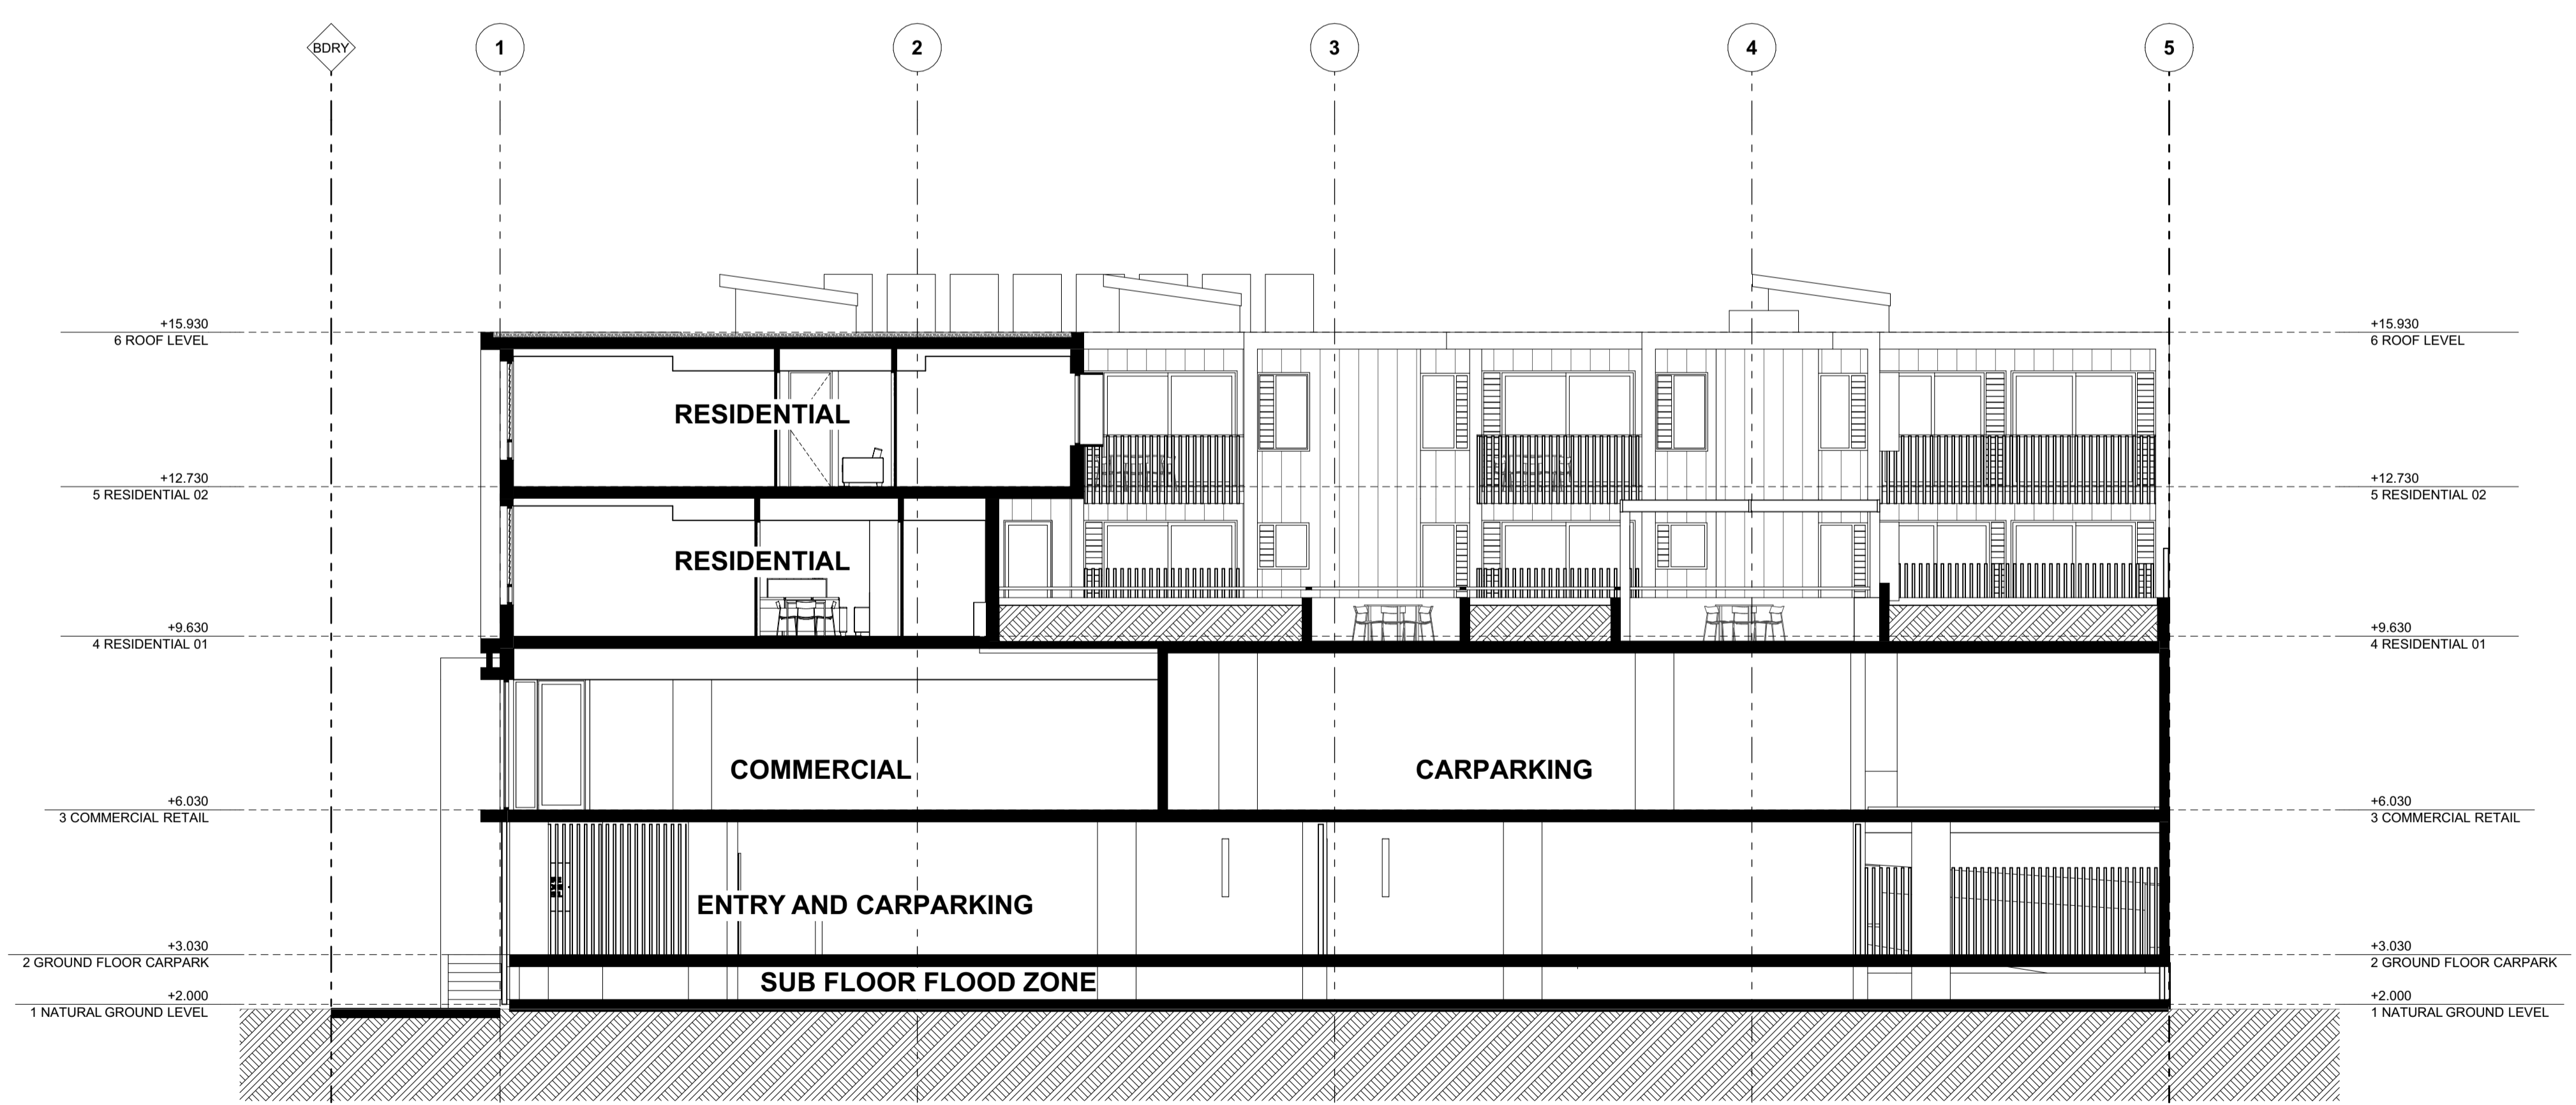 BDRY
1
2
3
4
5
+15.930
6 ROOF LEVEL
+15.930
6 ROOF LEVEL
RESIDENTIAL
+12.730
5 RESIDENTIAL 02
+12.730
5 RESIDENTIAL 02
RESIDENTIAL
+9.630
4 RESIDENTIAL 01
+9.630
4 RESIDENTIAL 01
COMMERCIAL
CARPARKING
+6.030
3 COMMERCIAL RETAIL
+6.030
3 COMMERCIAL RETAIL
ENTRY AND CARPARKING
+3.030
2 GROUND FLOOR CARPARK
+3.030
2 GROUND FLOOR CARPARK
SUB FLOOR FLOOD ZONE
+2.000
1 NATURAL GROUND LEVEL
+2.000
1 NATURAL GROUND LEVEL